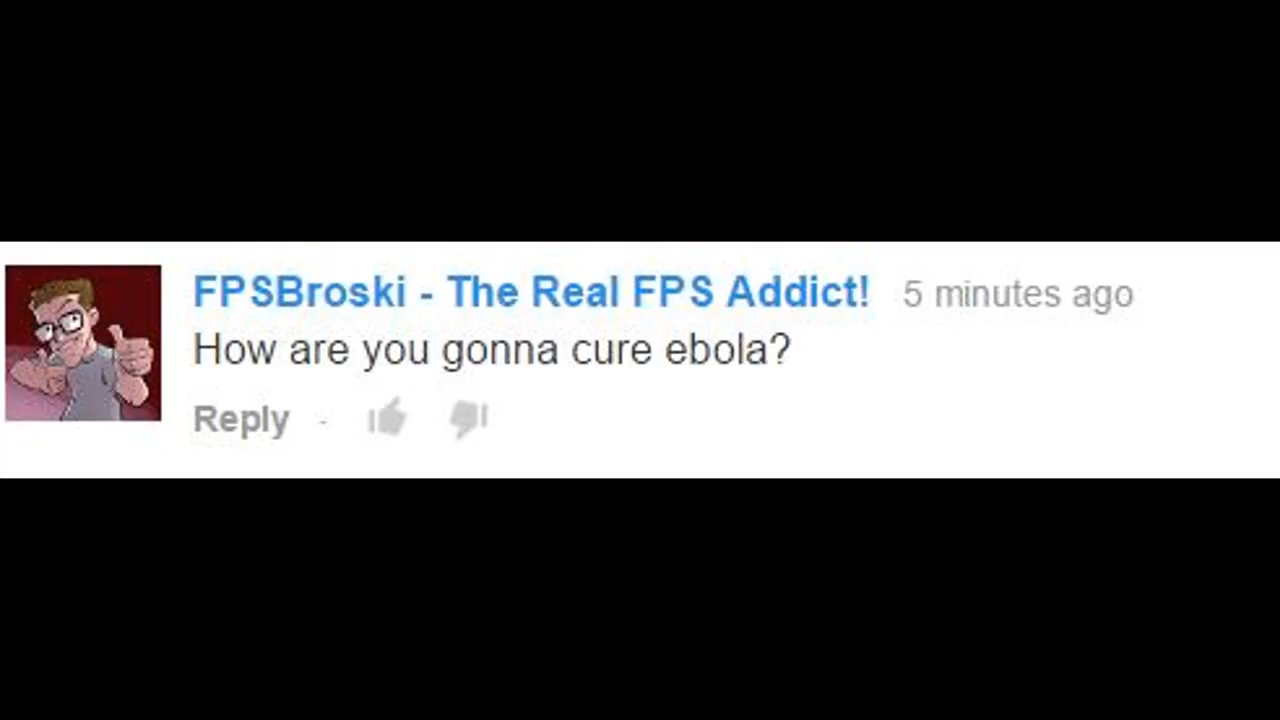 FPSBroski - The Real FPS Addict! 5 minutes ago
How are you gonna cure ebola?
Reply -